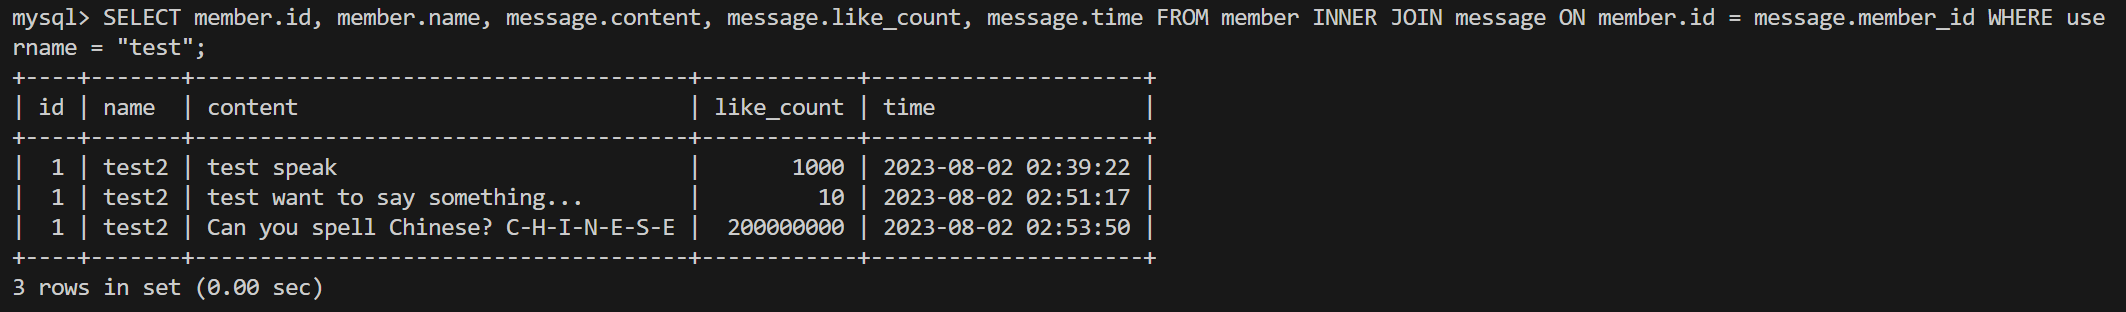 mysql> SELECT member.id, member.name, message.content, message.like_count, message.time FROM member INNER JOIN message ON member.id = message.member_id WHERE use
rname = "test";
+----+-------+--------------------------------------+------------+---------------------+
| id | name  | content                              | like_count | time                |
+----+-------+--------------------------------------+------------+---------------------+
|  1 | test2 | test speak                           |       1000 | 2023-08-02 02:39:22 |
|  1 | test2 | test want to say something...        |         10 | 2023-08-02 02:51:17 |
|  1 | test2 | Can you spell Chinese? C-H-I-N-E-S-E |  200000000 | 2023-08-02 02:53:50 |
+----+-------+--------------------------------------+------------+---------------------+
3 rows in set (0.00 sec)